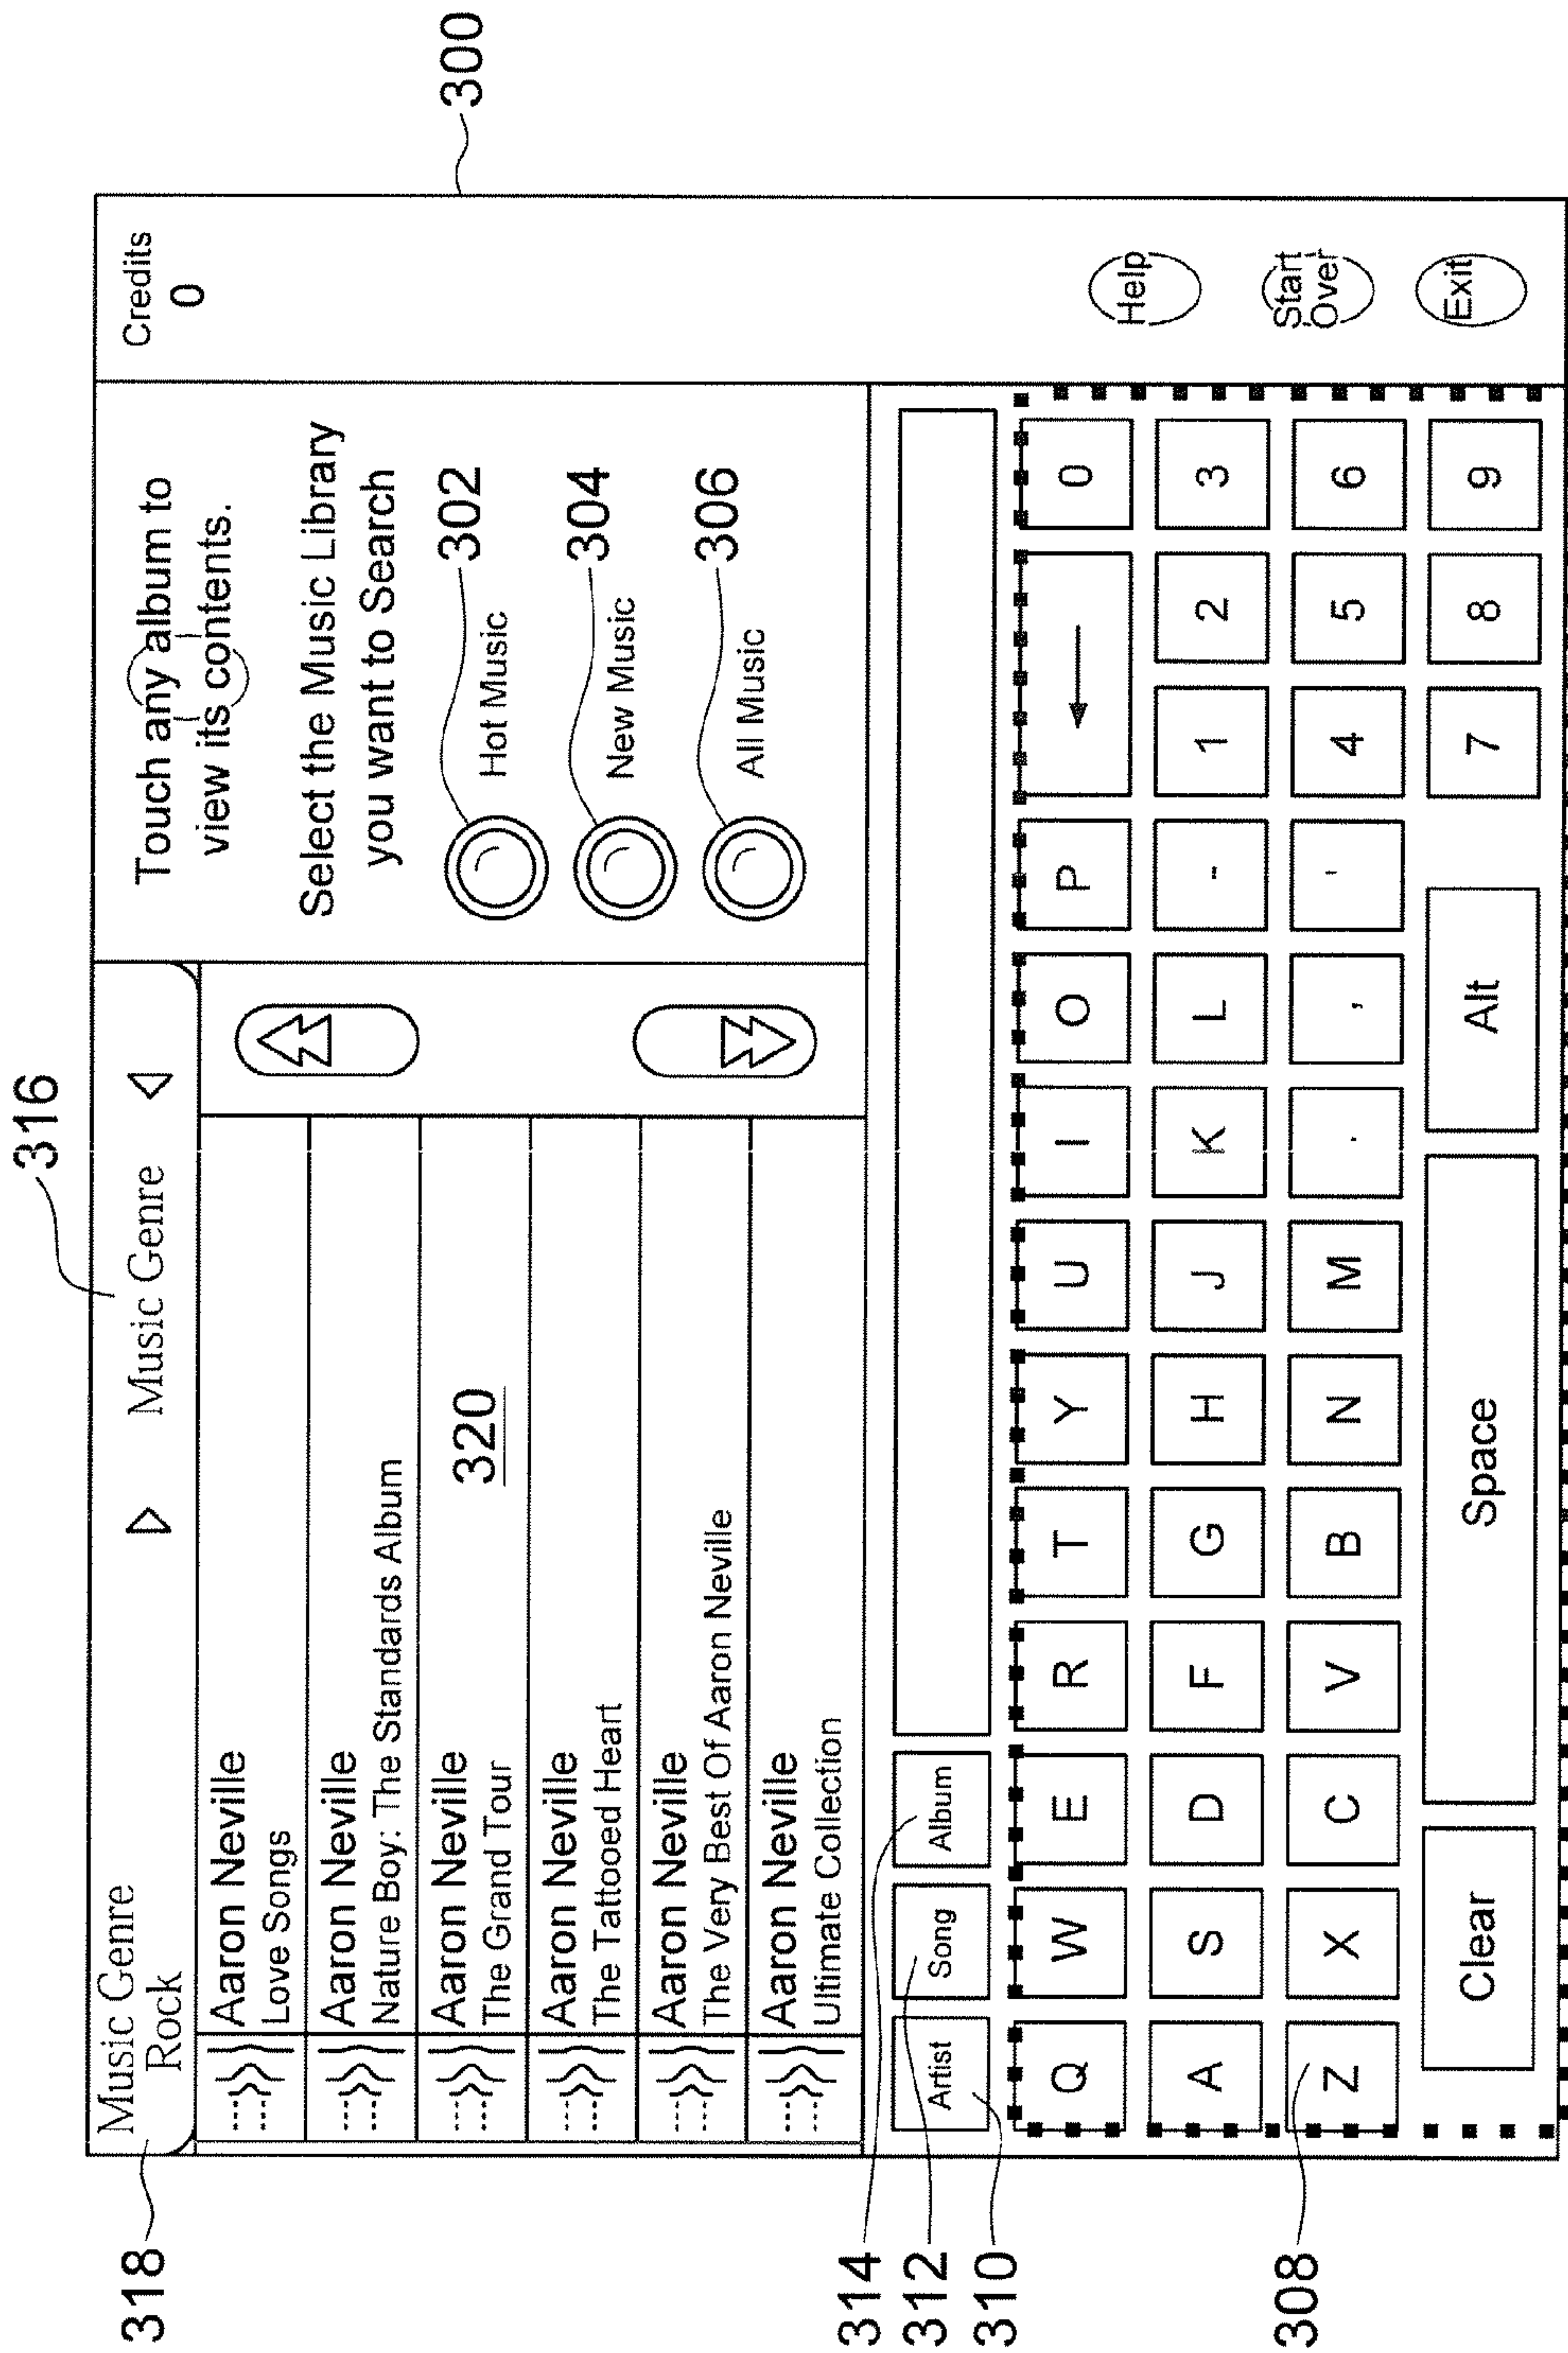 316
318
Music Genre
Rock
Music Genre
Credits
0
300
Aaron Neville
Love Songs
Aaron Neville
Nature Boy: The Standards Album
Aaron Neville
The Grand Tour
320
Aaron Neville
The Tattooed Heart
Aaron Neville
The Very Best Of Aaron Neville
Aaron Neville
Ultimate Collection
Touch any album to
view its contents.
Select the Music Library
you want to Search
302
Hot Music
304
New Music
306
All Music
314
312
310
Artist Song Album
Q W E R T Y U I O P ← 0
A S D F G H J K L - 1 2 3
308
Z X C V B N M . , ' 4 5 6
Clear Space Alt 7 8 9
Help
Start
Over
Exit